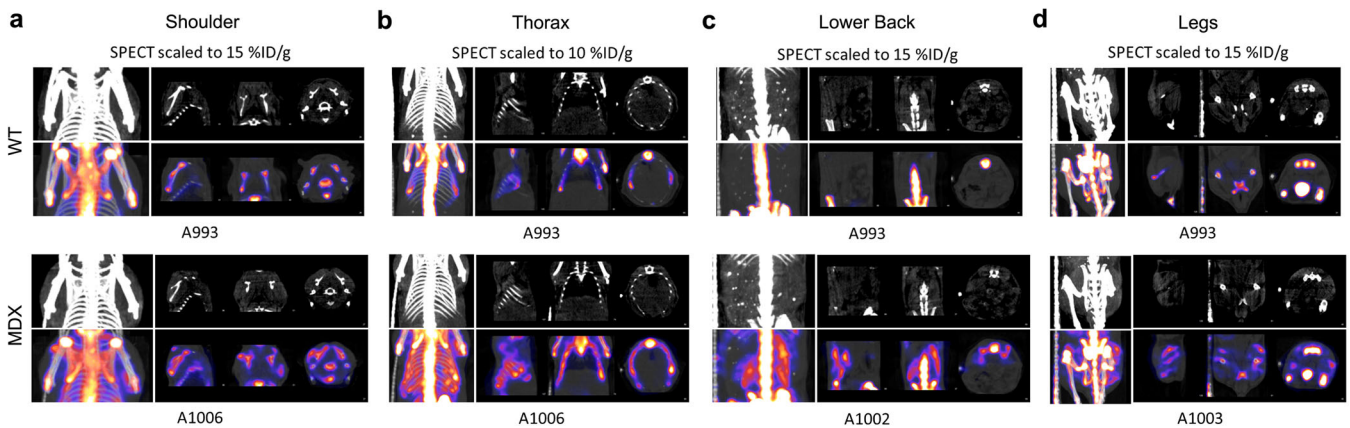 a Shoulder b Thorax c Lower Back d Legs
SPECT scaled to 15 %ID/g SPECT scaled to 10 %ID/g SPECT scaled to 15 %ID/g SPECT scaled to 15 %ID/g
WT
A993 A993 A993 A993
MDX
A1006 A1006 A1002 A1003